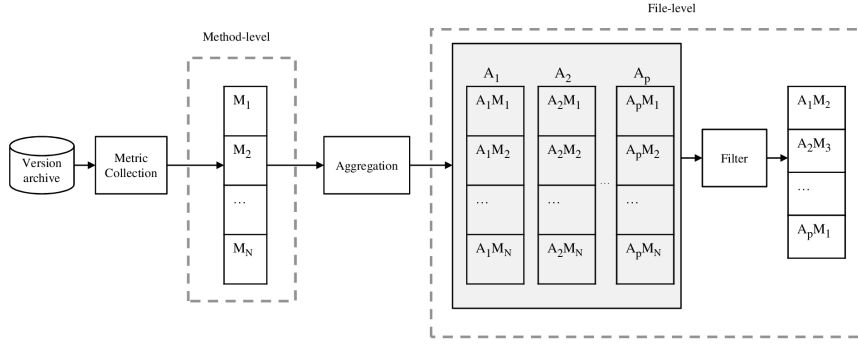 File-level
Method-level
A1 A2 Ap
M1
M2
…
MN
A1M1 A2M1 ApM1
A1M2 A2M2 ApM2
… … … …
A1MN A2MN ApMN
Version
archive
Metric
Collection
Aggregation
Filter
A1M2
A2M3
…
ApM1